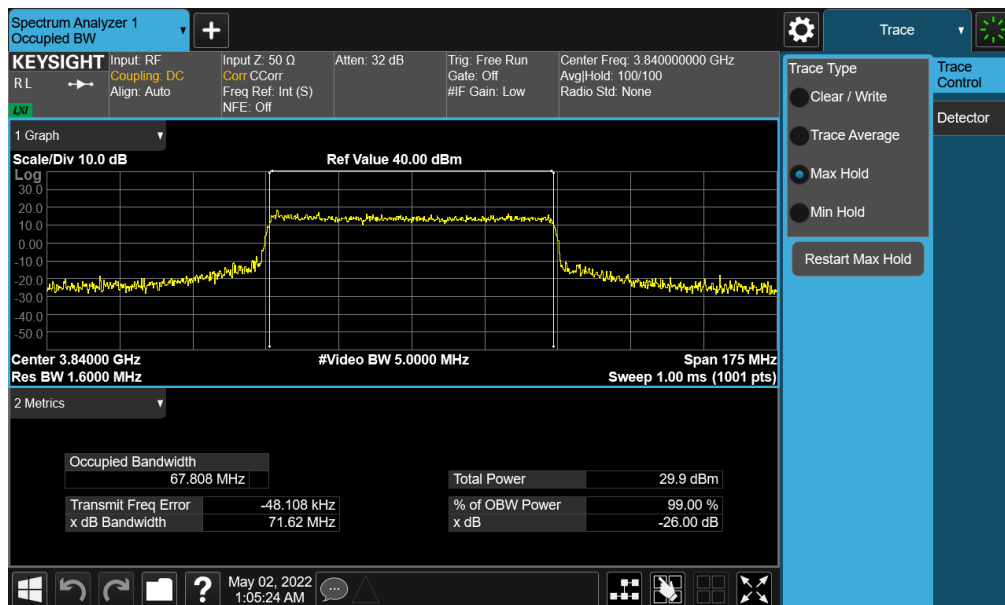 Spectrum Analyzer 1
Occupied BW
+
Trace
KEYSIGHT Input: RF Input Z: 50 Ω Atten: 32 dB Trig: Free Run Center Freq: 3.840000000 GHz
R L Coupling: DC Corr CCorr Gate: Off Avg|Hold: 100/100
Align: Auto Freq Ref: Int (S) #IF Gain: Low Radio Std: None
LXI NFE: Off
Trace Type
Clear / Write
Trace Average
Max Hold
Min Hold
Restart Max Hold
Trace
Control
Detector
1 Graph
Scale/Div 10.0 dB Ref Value 40.00 dBm
Log
30.0
20.0
10.0
0.00
-10.0
-20.0
-30.0
-40.0
-50.0
Center 3.84000 GHz #Video BW 5.0000 MHz Span 175 MHz
Res BW 1.6000 MHz Sweep 1.00 ms (1001 pts)
2 Metrics
Occupied Bandwidth
67.808 MHz Total Power 29.9 dBm
Transmit Freq Error -48.108 kHz % of OBW Power 99.00 %
x dB Bandwidth 71.62 MHz x dB -26.00 dB
? May 02, 2022
1:05:24 AM